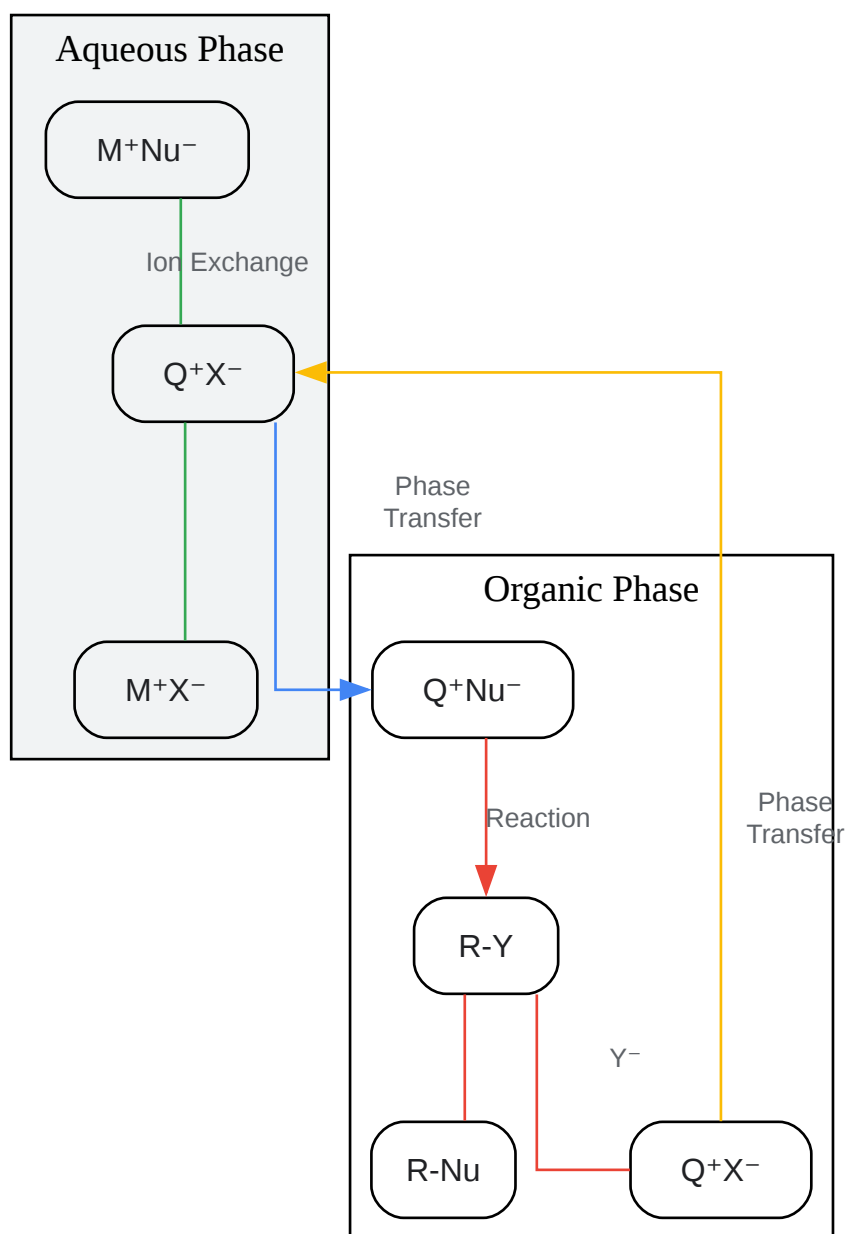 Aqueous Phase
M⁺Nu⁻
Ion Exchange
Q⁺X⁻
Phase
Transfer
Organic Phase
M⁺X⁻
Q⁺Nu⁻
Reaction
Phase
Transfer
R-Y
Y⁻
R-Nu
Q⁺X⁻